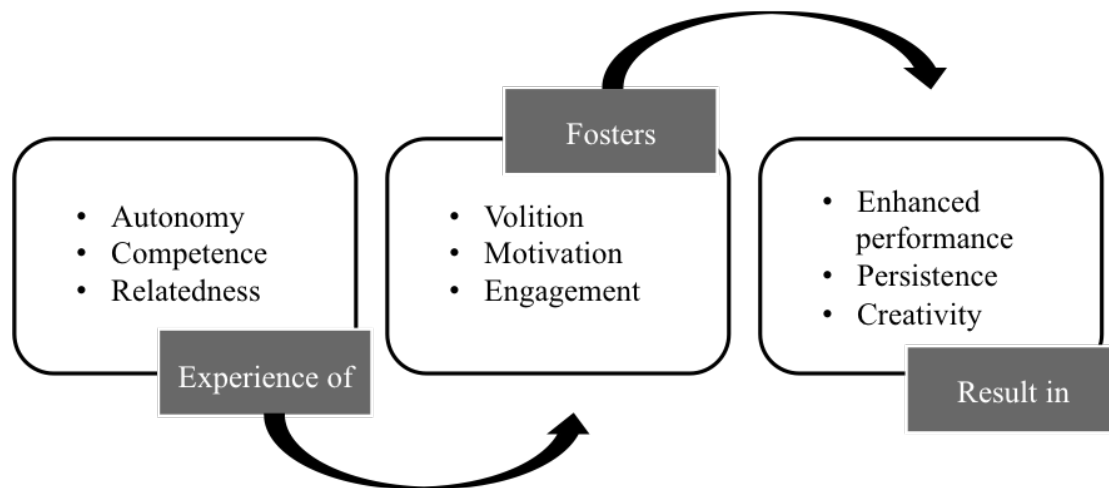 • Autonomy
• Competence
• Relatedness
Experience of
Fosters
• Volition
• Motivation
• Engagement
• Enhanced
performance
• Persistence
• Creativity
Result in